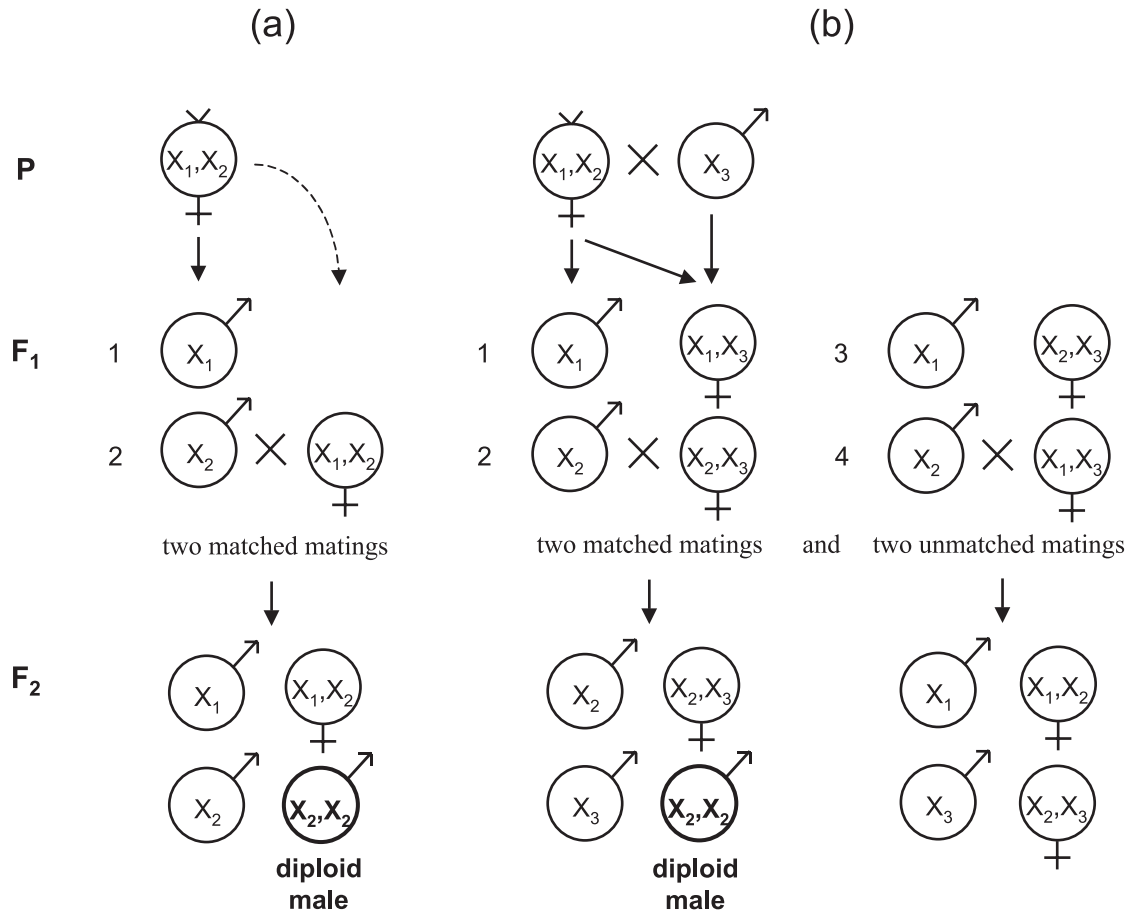 (a) (b)
P X₁,X₂ X₁,X₂ X₃
F₁ 1 X₁ 1 X₁ X₁,X₃ 3 X₁ X₂,X₃
2 X₂ X₁,X₂ 2 X₂ X₂,X₃ 4 X₂ X₁,X₃
two matched matings two matched matings and two unmatched matings
F₂ X₁ X₁,X₂ X₂ X₂,X₃ X₁ X₁,X₂
X₂ X₂,X₂ X₃ X₂,X₂ X₃ X₂,X₃
diploid diploid
male male